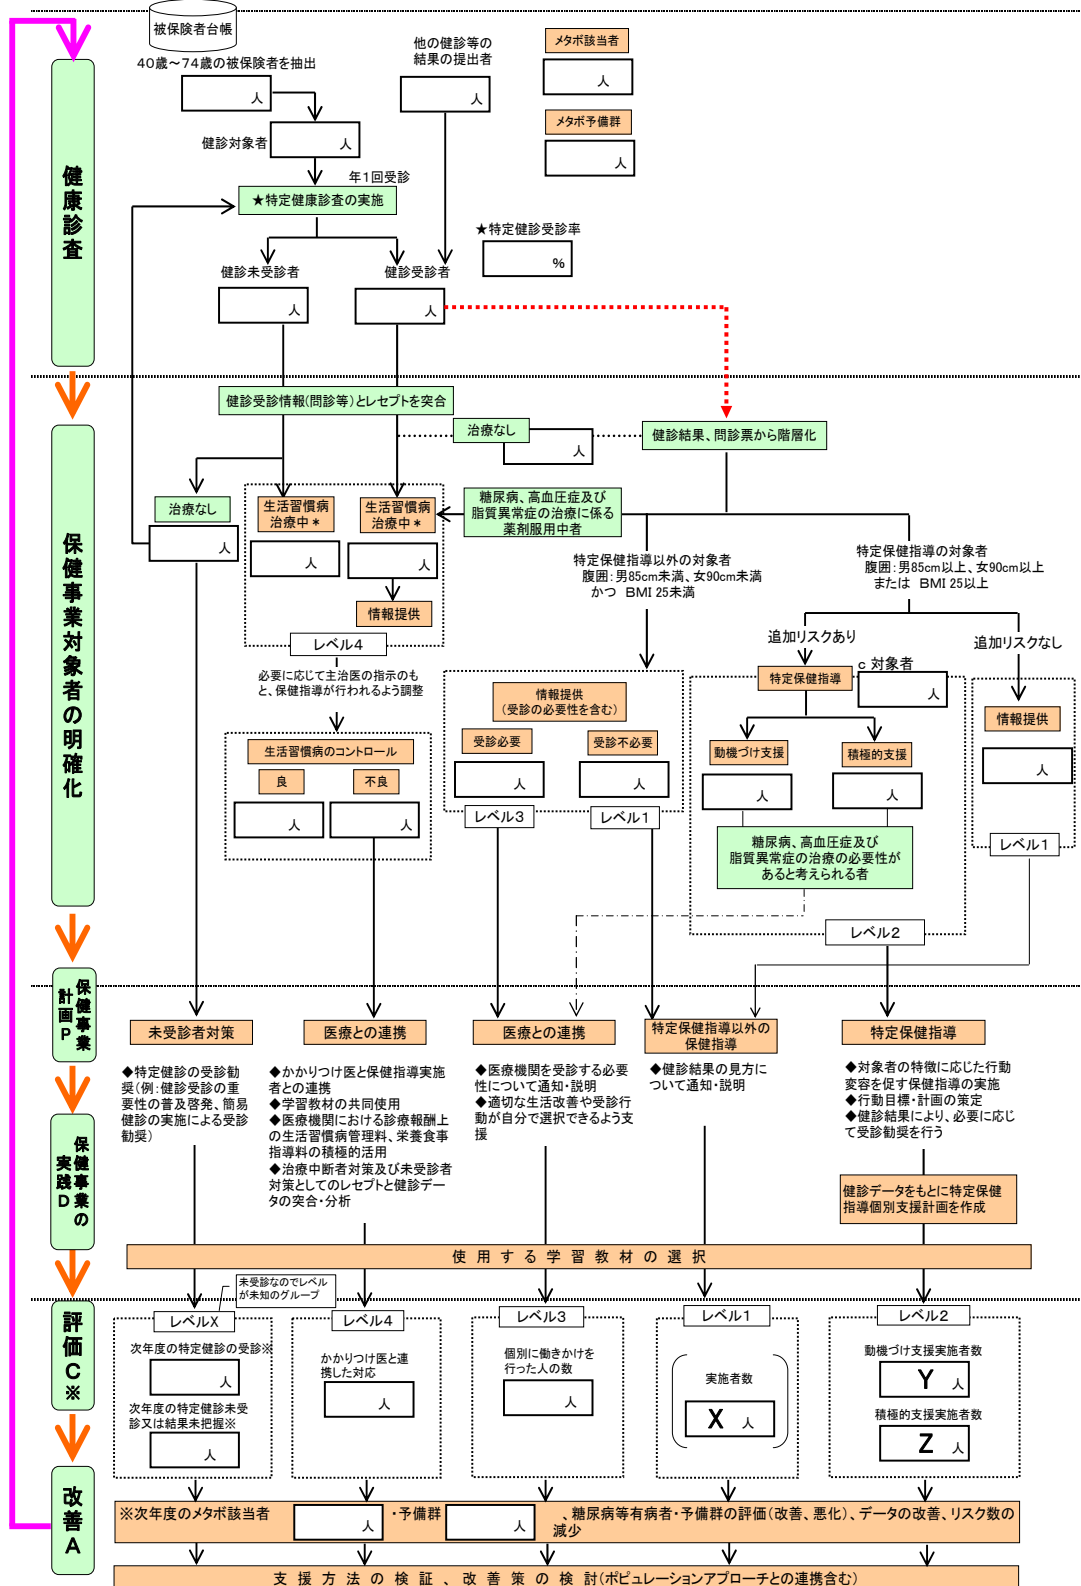 被保険者台帳
40歳～74歳の被保険者を抽出
人
健診対象者
人
他の健診等の
結果の提出者
人
メタボ該当者
人
メタボ予備群
人
健康診査
年1回受診
★特定健康診査の実施
★特定健診受診率
%
健診未受診者
人
健診受診者
人
健診受診情報(問診等)とレセプトを突合
治療なし
人
健診結果、問診票から階層化
保健事業対象者の明確化
治療なし
人
生活習慣病
治療中＊
人
生活習慣病
治療中＊
人
情報提供
レベル4
糖尿病、高血圧症及び
脂質異常症の治療に係る
薬剤服用中者
特定保健指導以外の対象者
腹囲：男85cm未満、女90cm未満
かつ BMI 25未満
特定保健指導の対象者
腹囲：男85cm以上、女90cm以上
または BMI 25以上
追加リスクあり
追加リスクなし
必要に応じて主治医の指示のも
と、保健指導が行われるよう調整
生活習慣病のコントロール
良
不良
人
人
情報提供
(受診の必要性を含む)
受診必要
受診不必要
人
人
レベル3
レベル1
特定保健指導
c 対象者
人
動機づけ支援
積極的支援
人
人
糖尿病、高血圧症及び
脂質異常症の治療の必要性が
あると考えられる者
レベル2
情報提供
人
レベル1
保健事業
計画P
未受診者対策
医療との連携
医療との連携
特定保健指導以外の
保健指導
特定保健指導
◆特定健診の受診勧
奨(例：健診受診の重
要性の普及啓発、簡易
健診の実施による受診
勧奨)
◆かかりつけ医と保健指導実施
者との連携
◆学習教材の共同使用
◆医療機関における診療報酬上
の生活習慣病管理料、栄養食事
指導料の積極的活用
◆治療中断者対策及び未受診者
対策としてのレセプトと健診デー
タの突合・分析
◆医療機関を受診する必要
性について通知・説明
◆適切な生活改善や受診行
動が自分で選択できるよう支
援
◆健診結果の見方に
ついて通知・説明
◆対象者の特徴に応じた行動
変容を促す保健指導の実施
◆行動目標・計画の策定
◆健診結果により、必要に応じ
て受診勧奨を行う
保健事業の
実践D
健診データをもとに特定保健
指導個別支援計画を作成
使用する学習教材の選択
評価C※
未受診なのでレベル
が未知のグループ
レベルX
次年度の特定健診の受診※
人
次年度の特定健診未受
診又は結果未把握※
人
レベル4
かかりつけ医と連
携した対応
人
レベル3
個別に働きかけを
行った人の数
人
レベル1
実施者数
X 人
レベル2
動機づけ支援実施者数
Y 人
積極的支援実施者数
Z 人
改善A
※次年度のメタボ該当者 人 ・予備群 人 、糖尿病等有病者・予備群の評価(改善、悪化)、データの改善、リスク数の
減少
支援方法の検証、改善策の検討(ポピュレーションアプローチとの連携含む)